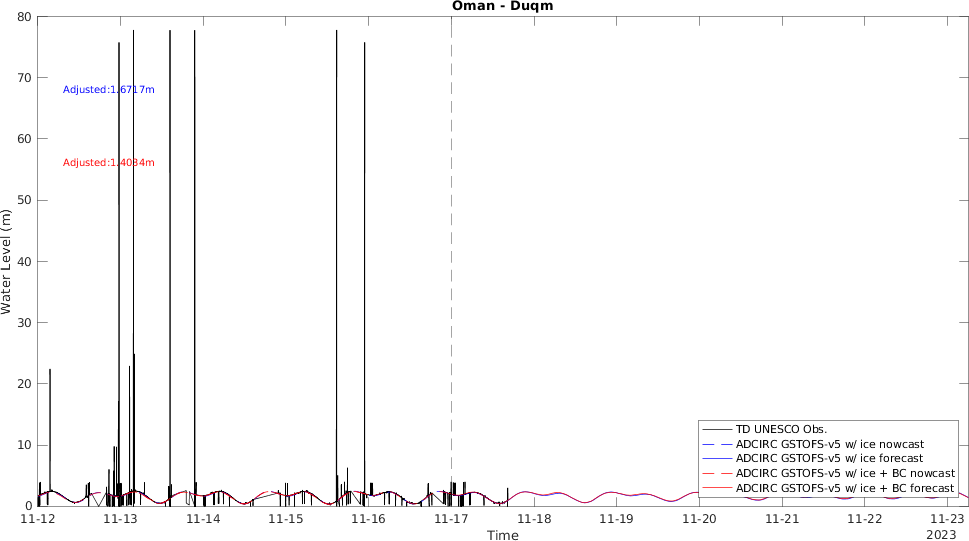 Oman - Duqm
80
70
60
50
40
30
20
10
0
Water Level (m)
Adjusted:1.6717m
Adjusted:1.4034m
TD UNESCO Obs.
ADCIRC GSTOFS-v5 w/ ice nowcast
ADCIRC GSTOFS-v5 w/ ice forecast
ADCIRC GSTOFS-v5 w/ ice + BC nowcast
ADCIRC GSTOFS-v5 w/ ice + BC forecast
11-12 11-13 11-14 11-15 11-16 11-17 11-18 11-19 11-20 11-21 11-22 11-23
Time
2023